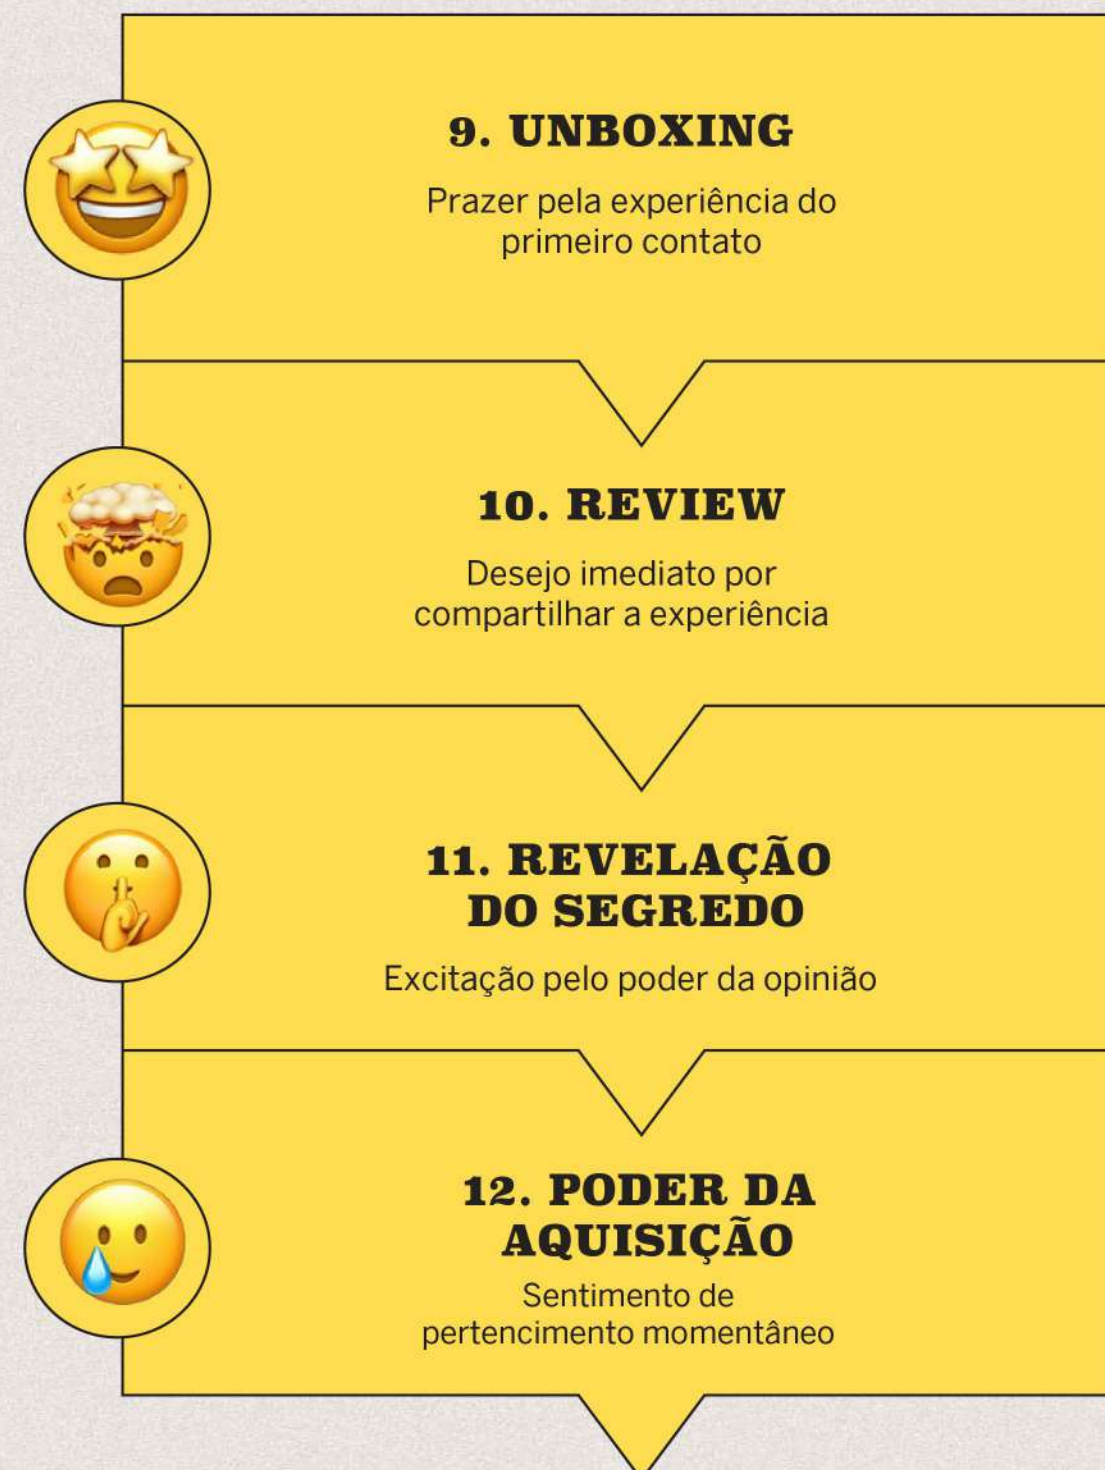 9. UNBOXING
Prazer pela experiência do
primeiro contato
10. REVIEW
Desejo imediato por
compartilhar a experiência
11. REVELAÇÃO
DO SEGREDO
Excitação pelo poder da opinião
12. PODER DA
AQUISIÇÃO
Sentimento de
pertencimento momentâneo